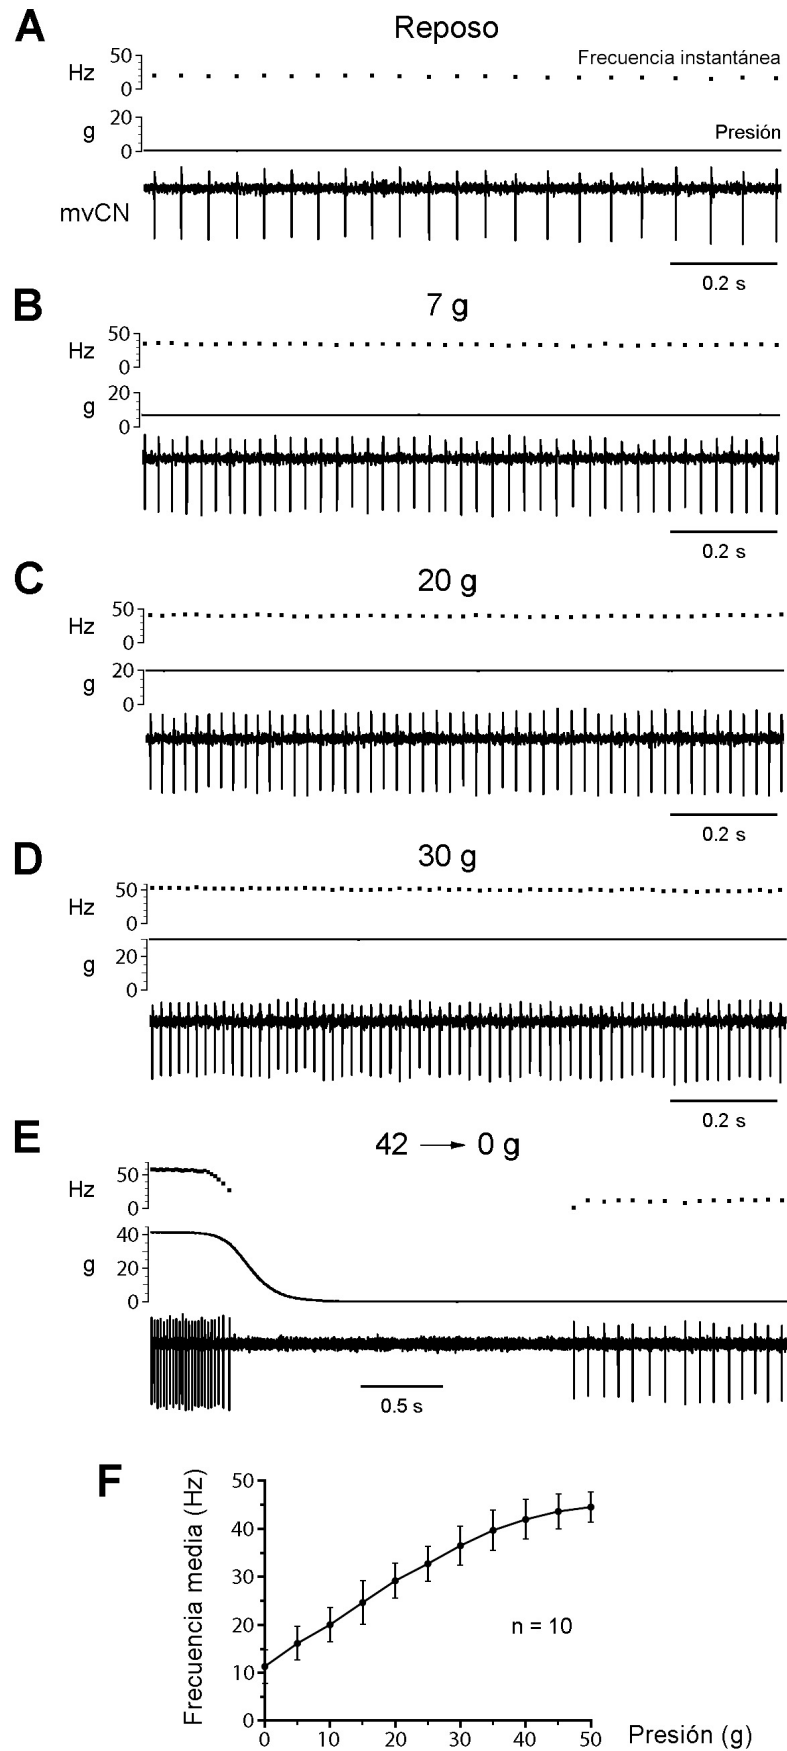 A
Reposo
50
Hz
0
Frecuencia instantánea
20
g
0
Presión
mvCN
0.2 s
B
7 g
50
Hz
0
20
g
0
0.2 s
C
20 g
50
Hz
0
20
g
0
0.2 s
D
30 g
50
Hz
0
g
20
0
0.2 s
E
42 → 0 g
50
Hz
0
40
g
20
0
0.5 s
F
Frecuencia media (Hz)
50
40
30
20
10
0
n = 10
0 10 20 30 40 50
Presión (g)